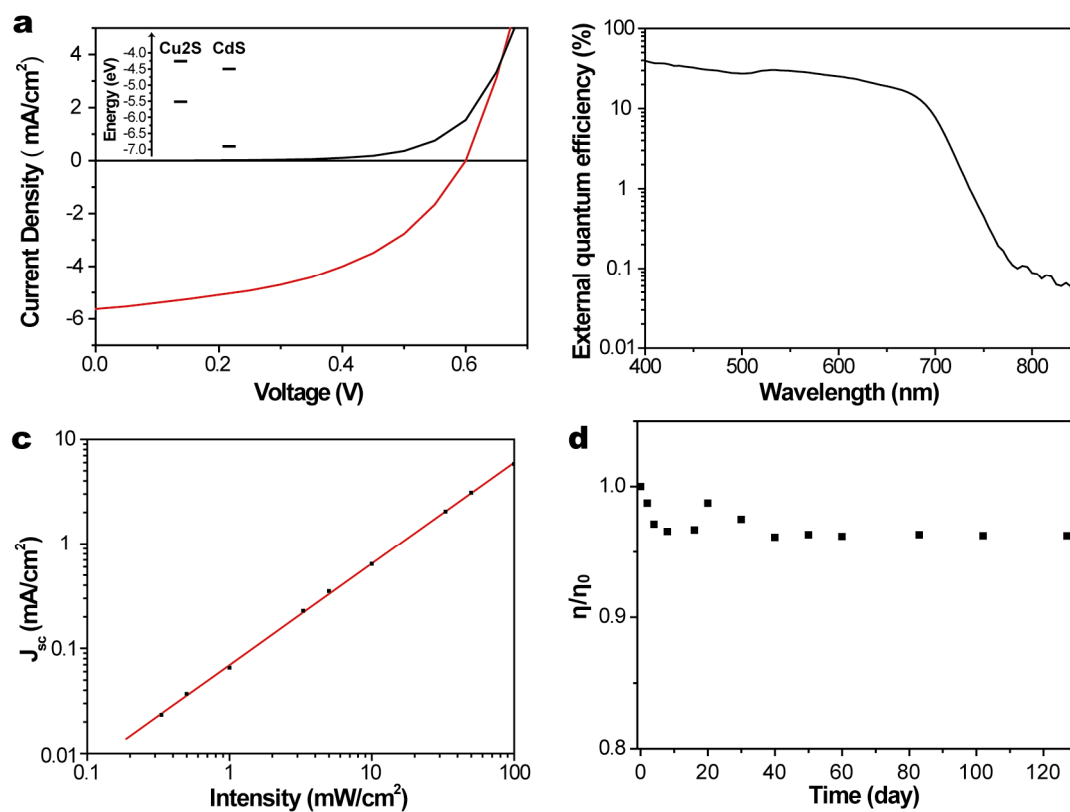 a
Current Density ( mA/cm²)
4
2
0
-2
-4
-6
0.0 0.2 0.4 0.6
Voltage (V)
Energy (eV)
Cu2S CdS
-4.0
-4.5
-5.0
-5.5
-6.0
-6.5
-7.0
External quantum efficiency (%)
100
10
1
0.1
0.01
400 500 600 700 800
Wavelength (nm)
c
Jsc (mA/cm²)
10
1
0.1
0.01
0.1 1 10 100
Intensity (mW/cm²)
d
η/η0
1.0
0.9
0.8
0 20 40 60 80 100 120
Time (day)